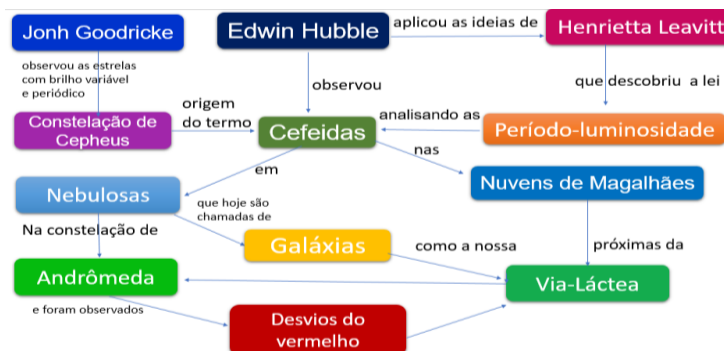 Jonh Goodricke
Edwin Hubble
aplicou as ideias de
Henrietta Leavitt
observou as estrelas
com brilho variável
e periódico
observou
que descobriu a lei
Constelação de
Cepheus
origem
do termo
Cefeidas
analisando as
Período-luminosidade
em
nas
Nebulosas
que hoje são
chamadas de
Nuvens de Magalhães
Na constelação de
Galáxias
como a nossa
próximas da
Andrômeda
Via-Láctea
e foram observados
Desvios do
vermelho